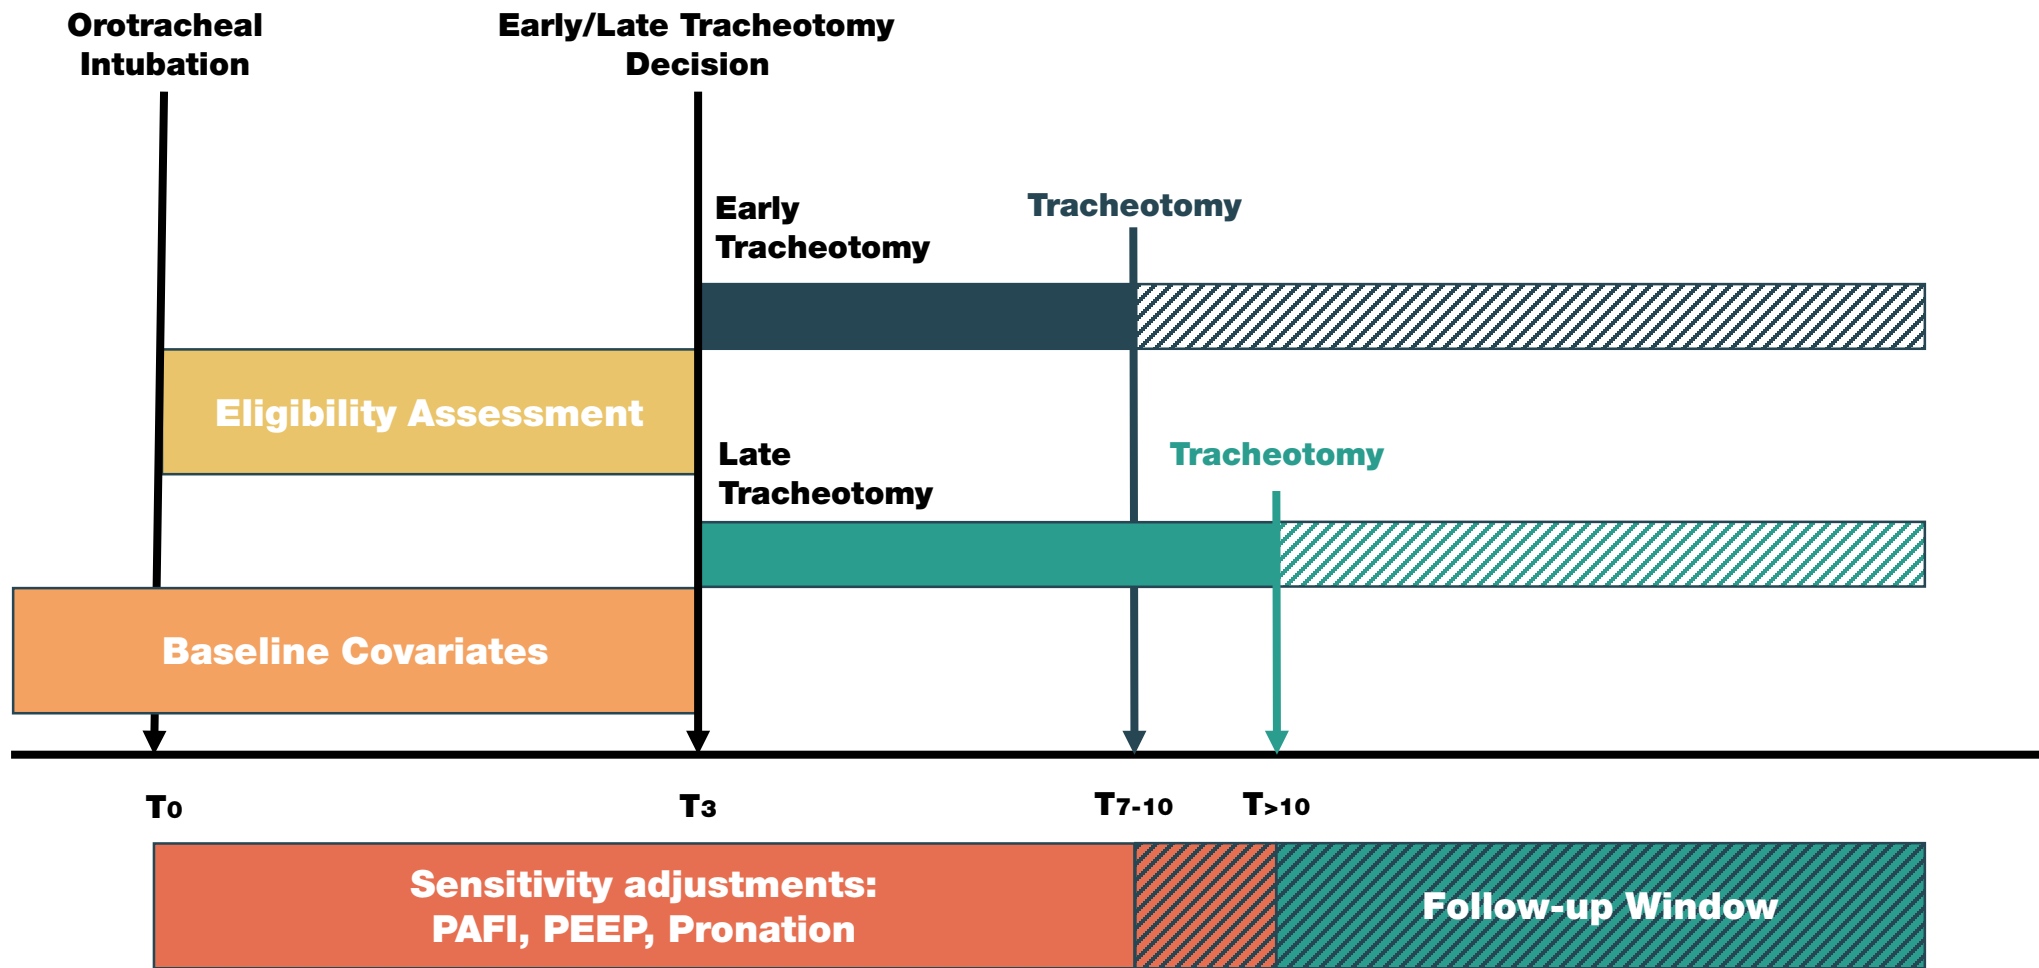 Orotracheal
Intubation
Early/Late Tracheotomy
Decision
Early
Tracheotomy
Tracheotomy
Eligibility Assessment
Late
Tracheotomy
Tracheotomy
Baseline Covariates
T0
T3
T7-10
T>10
Sensitivity adjustments:
PAFI, PEEP, Pronation
Follow-up Window